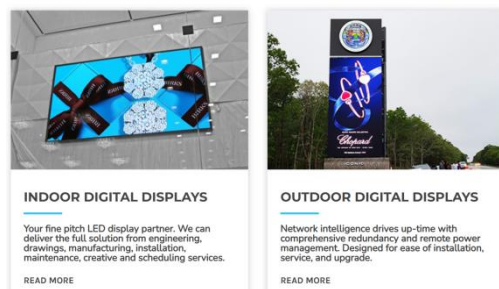 INDOOR DIGITAL DISPLAYS
Your fine pitch LED display partner. We can
deliver the full solution from engineering,
drawings, manufacturing, installation,
maintenance, creative and scheduling services.
READ MORE
Chopard
ICONIC
OUTDOOR DIGITAL DISPLAYS
Network intelligence drives up-time with
comprehensive redundancy and remote power
management. Designed for ease of installation,
service, and upgrade.
READ MORE